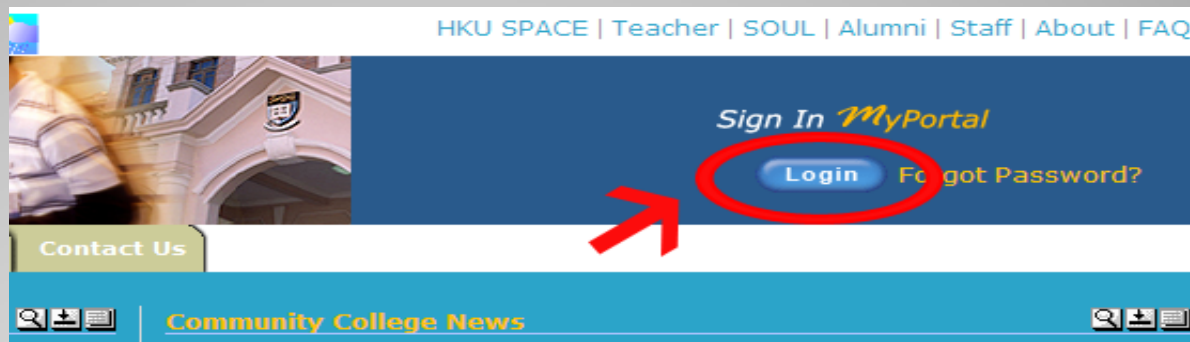 HKU SPACE | Teacher | SOUL | Alumni | Staff | About | FAQ
Sign In MyPortal
Login Forgot Password?
Contact Us
Community College News